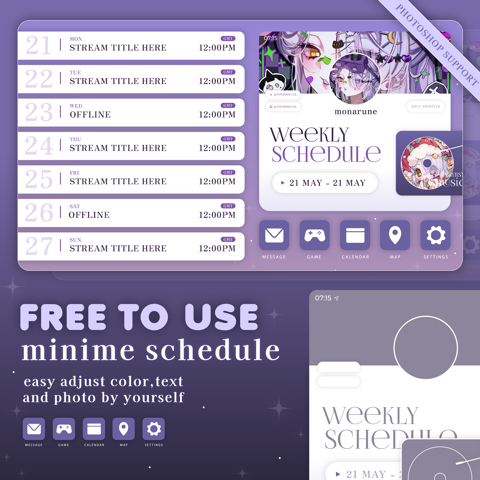 PHOTOSHOP SUPPORT
21
MON
STREAM TITLE HERE
GMT
12:00PM
22
TUE
STREAM TITLE HERE
GMT
12:00PM
23
WED
OFFLINE
GMT
12:00PM
24
THU
STREAM TITLE HERE
GMT
12:00PM
25
FRI
STREAM TITLE HERE
GMT
12:00PM
26
SAT
OFFLINE
GMT
12:00PM
27
SUN
STREAM TITLE HERE
GMT
12:00PM
07:15
monarune
EDIT PROFILE
WEEKLY
SCHEDULE
21 MAY - 21 MAY
MUSIC
MESSAGE
GAME
CALENDAR
MAP
SETTINGS
FREE TO USE
minime schedule
easy adjust color,text
and photo by yourself
MESSAGE
GAME
CALENDAR
MAP
SETTINGS
07:15
WEEKLY
SCHEDULE
21 MAY - 2